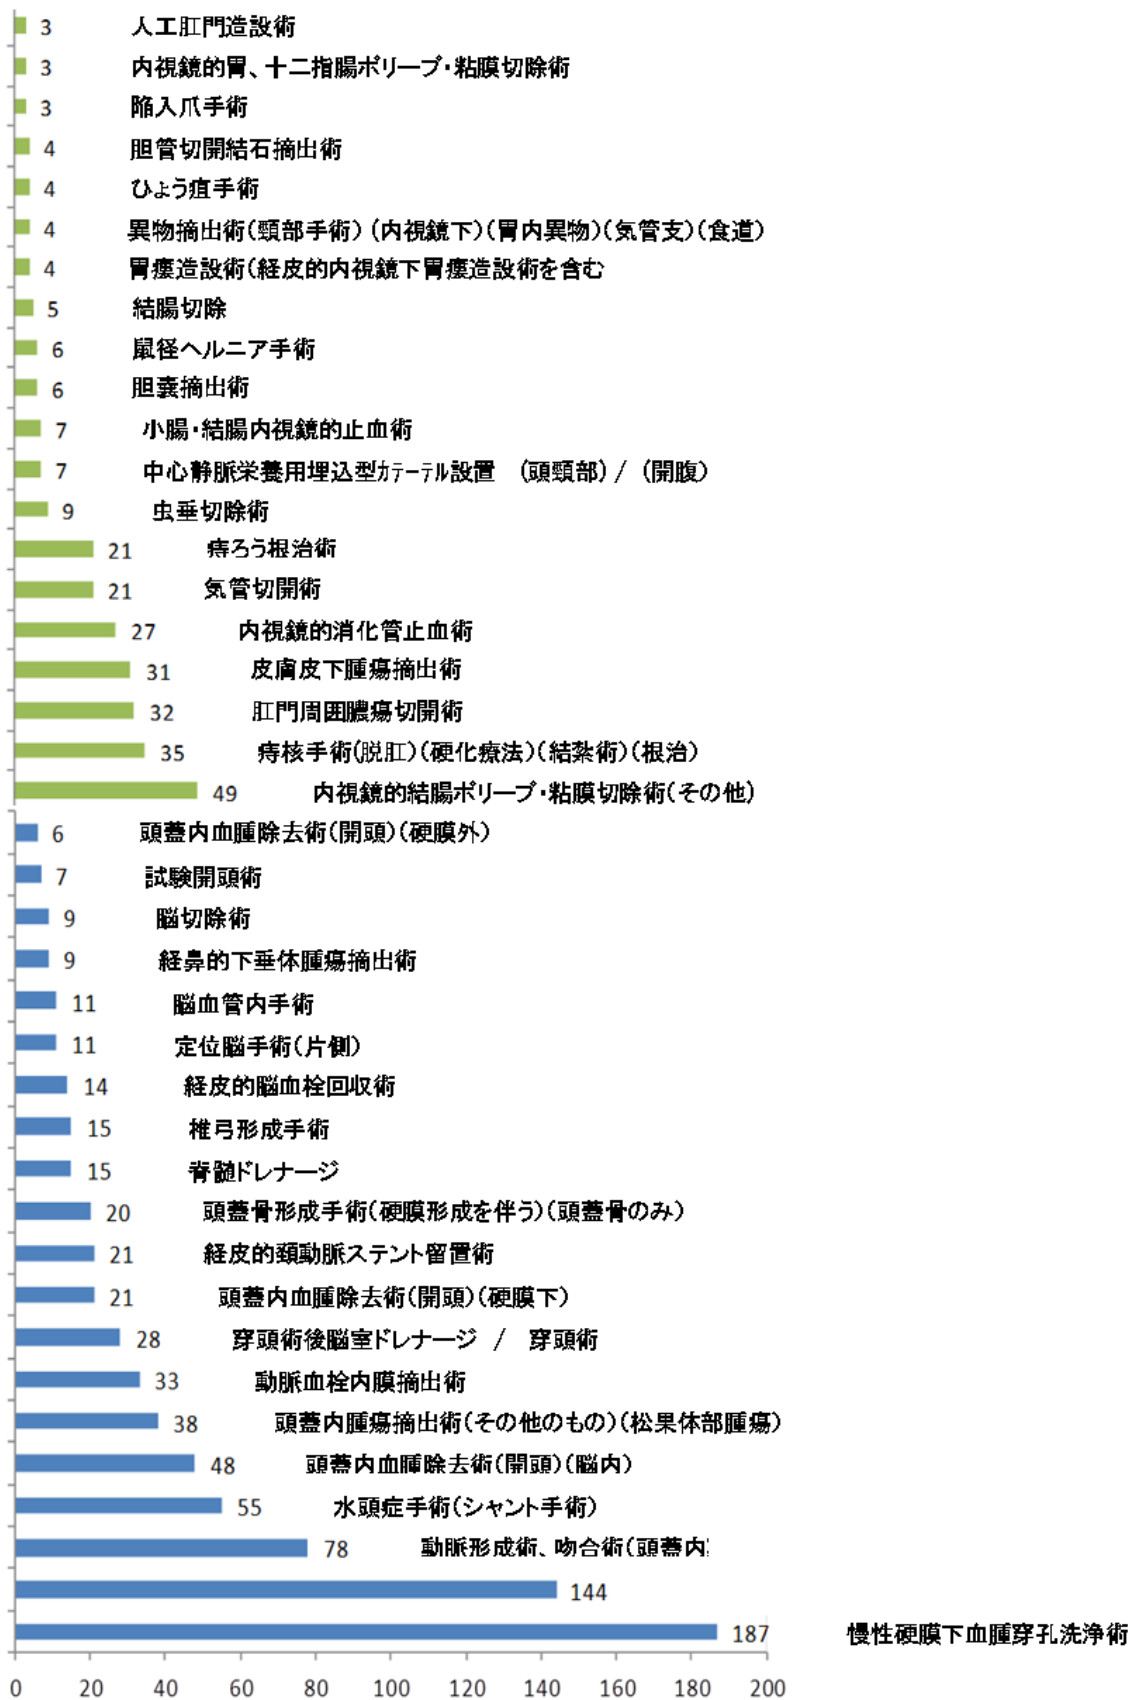 3 人工肛門造設術
3 内視鏡的胃、十二指腸ポリープ・粘膜切除術
3 陥入爪手術
4 胆管切開結石摘出術
4 ひょう疽手術
4 異物摘出術(頸部手術) (内視鏡下)(胃内異物)(気管支)(食道)
4 胃瘻造設術(経皮的内視鏡下胃瘻造設術を含む
5 結腸切除
6 鼠径ヘルニア手術
6 胆嚢摘出術
7 小腸・結腸内視鏡的止血術
7 中心静脈栄養用埋込型カテーテル設置 (頭頸部) / (開腹)
9 虫垂切除術
21 痔ろう根治術
21 気管切開術
27 内視鏡的消化管止血術
31 皮膚皮下腫瘍摘出術
32 肛門周囲膿瘍切開術
35 痔核手術(脱肛)(硬化療法)(結紮術)(根治)
49 内視鏡的結腸ポリープ・粘膜切除術(その他)
6 頭蓋内血腫除去術(開頭)(硬膜外)
7 試験開頭術
9 脳切除術
9 経鼻的下垂体腫瘍摘出術
11 脳血管内手術
11 定位脳手術(片側)
14 経皮的脳血栓回収術
15 椎弓形成手術
15 脊髄ドレナージ
20 頭蓋骨形成手術(硬膜形成を伴う)(頭蓋骨のみ)
21 経皮的頚動脈ステント留置術
21 頭蓋内血腫除去術(開頭)(硬膜下)
28 穿頭術後脳室ドレナージ / 穿頭術
33 動脈血栓内膜摘出術
38 頭蓋内腫瘍摘出術(その他のもの)(松果体部腫瘍)
48 頭蓋内血腫除去術(開頭)(脳内)
55 水頭症手術(シャント手術)
78 動脈形成術、吻合術(頭蓋内
144
187 慢性硬膜下血腫穿孔洗浄術
0 20 40 60 80 100 120 140 160 180 200